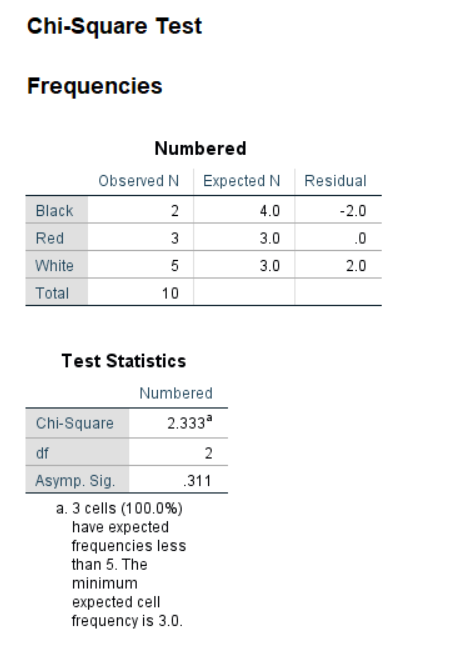 Chi-Square Test
Frequencies
Numbered
Observed N Expected N Residual
Black 2 4.0 -2.0
Red 3 3.0 .0
White 5 3.0 2.0
Total 10
Test Statistics
Numbered
Chi-Square 2.333a
df 2
Asymp. Sig. .311
a. 3 cells (100.0%)
have expected
frequencies less
than 5. The
minimum
expected cell
frequency is 3.0.